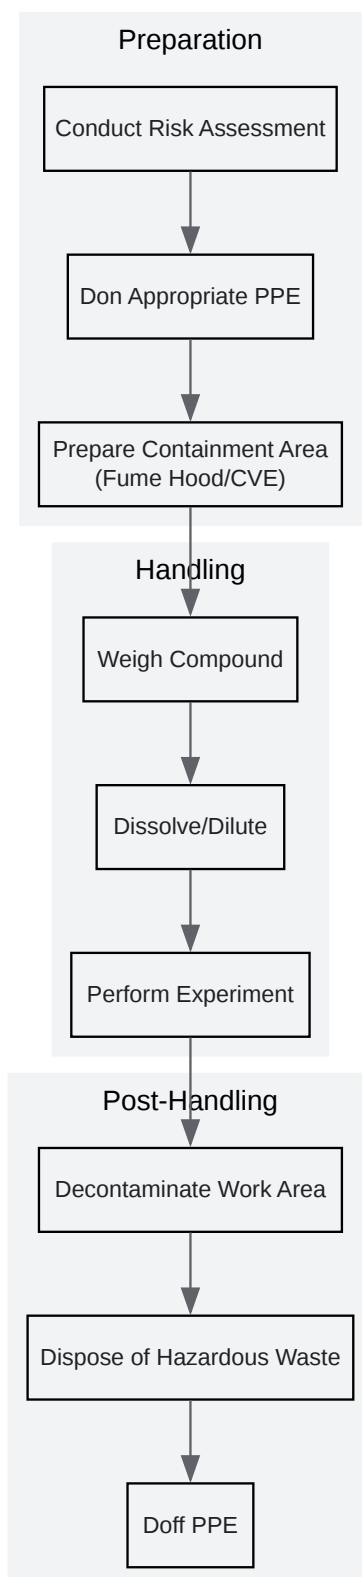 Preparation
Conduct Risk Assessment
Don Appropriate PPE
Prepare Containment Area
(Fume Hood/CVE)
Handling
Weigh Compound
Dissolve/Dilute
Perform Experiment
Post-Handling
Decontaminate Work Area
Dispose of Hazardous Waste
Doff PPE